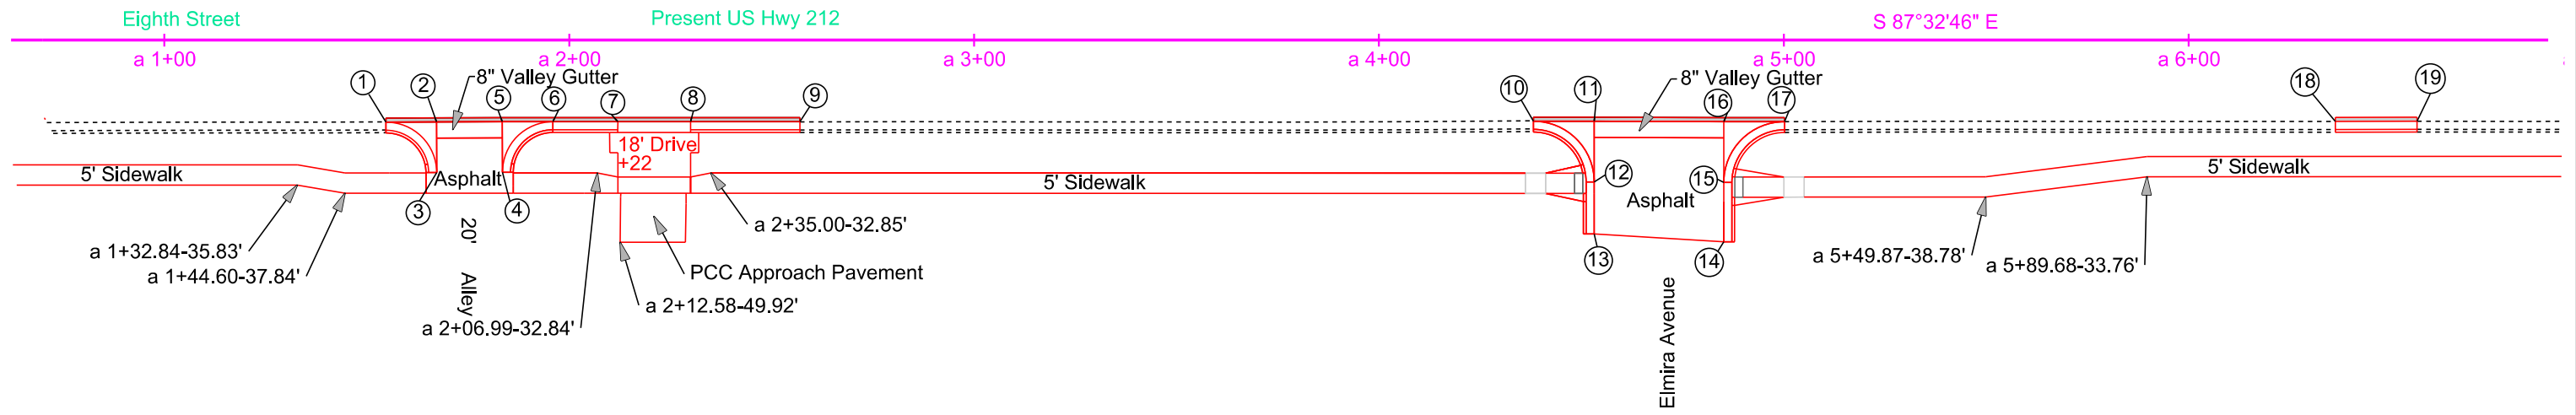 Eighth Street
Present US Hwy 212
S 87°32'46" E
a 1+00
a 2+00
a 3+00
a 4+00
a 5+00
a 6+00
8" Valley Gutter
8" Valley Gutter
1
2
5
6
7
8
9
10
11
16
17
18
19
18' Drive
+22
5' Sidewalk
Asphalt
5' Sidewalk
12
15
Asphalt
5' Sidewalk
3
4
20' Alley
a 2+35.00-32.85'
a 1+32.84-35.83'
a 1+44.60-37.84'
PCC Approach Pavement
13
14
a 5+49.87-38.78'
a 5+89.68-33.76'
a 2+12.58-49.92'
a 2+06.99-32.84'
Elmira Avenue